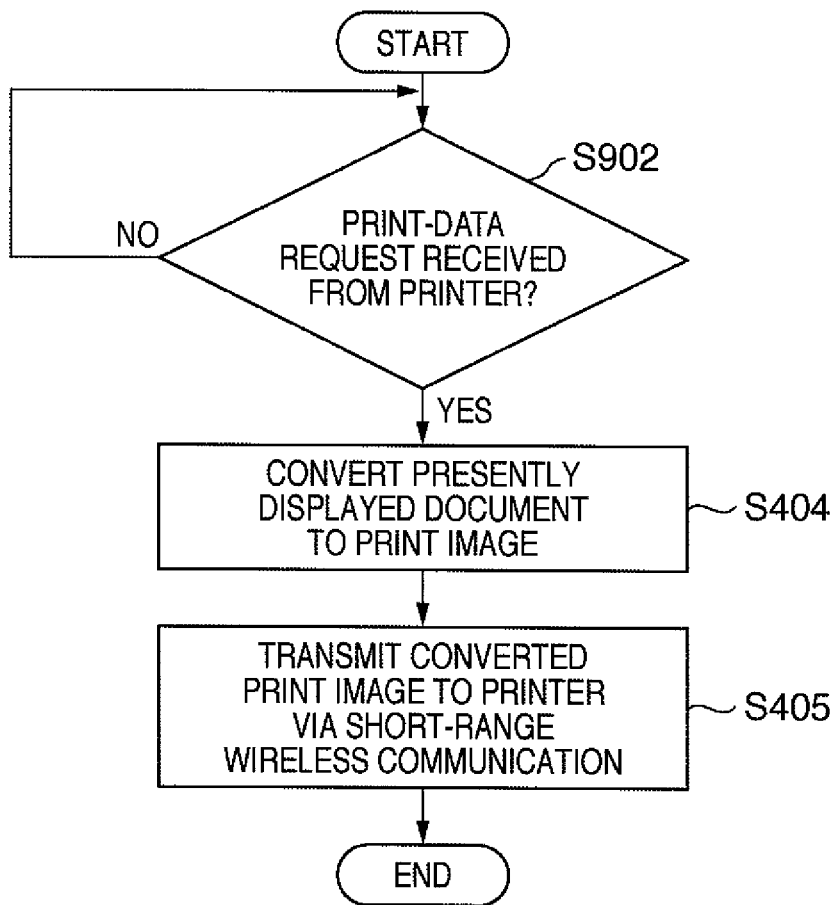 START
S902
PRINT-DATA
REQUEST RECEIVED
FROM PRINTER?
NO
YES
CONVERT PRESENTLY
DISPLAYED DOCUMENT
TO PRINT IMAGE
S404
TRANSMIT CONVERTED
PRINT IMAGE TO PRINTER
VIA SHORT-RANGE
WIRELESS COMMUNICATION
S405
END